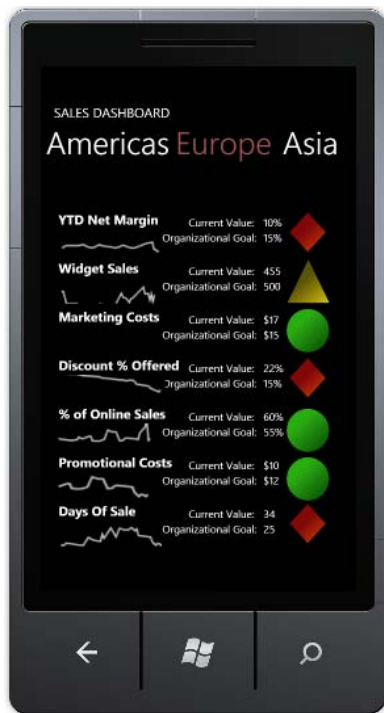 SALES DASHBOARD
Americas Europe Asia
YTD Net Margin Current Value: 10%
Organizational Goal: 15%
Widget Sales Current Value: 455
Organizational Goal: 500
Marketing Costs Current Value: $17
Organizational Goal: $15
Discount % Offered Current Value: 22%
Organizational Goal: 15%
% of Online Sales Current Value: 60%
Organizational Goal: 55%
Promotional Costs Current Value: $10
Organizational Goal: $12
Days Of Sale Current Value: 34
Organizational Goal: 25